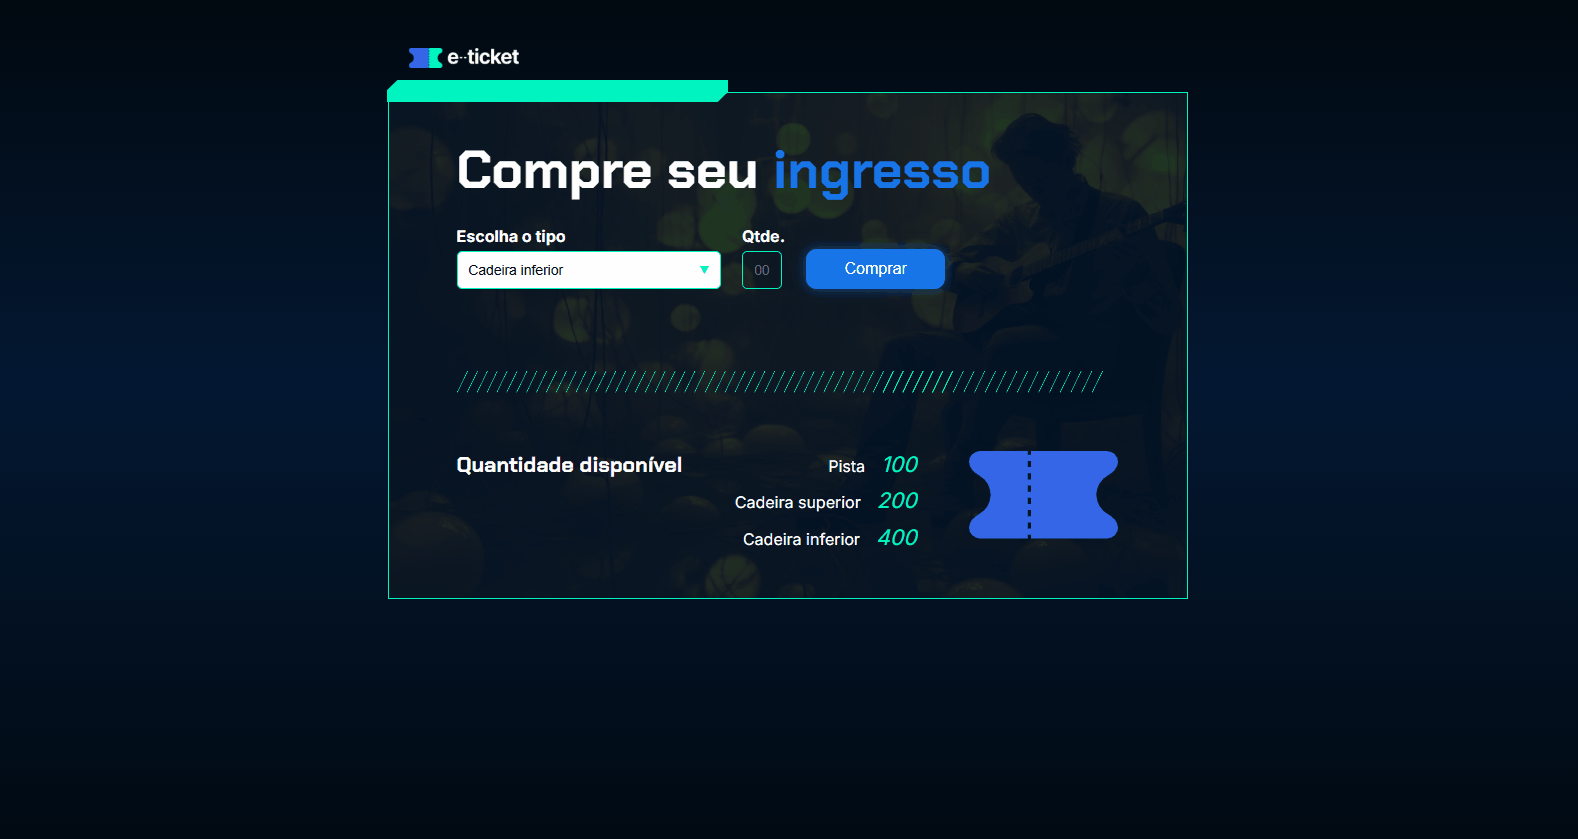 e--ticket
Compre seu ingresso
Escolha o tipo
Qtde.
Cadeira inferior
00
Comprar
Quantidade disponível
Pista 100
Cadeira superior 200
Cadeira inferior 400